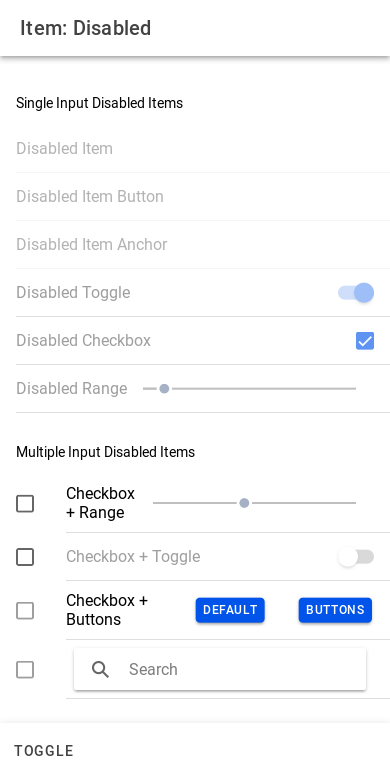 Item: Disabled
Single Input Disabled Items
Disabled Item
Disabled Item Button
Disabled Item Anchor
Disabled Toggle
Disabled Checkbox
Disabled Range
Multiple Input Disabled Items
Checkbox
+ Range
Checkbox + Toggle
Checkbox +
Buttons
DEFAULT
BUTTONS
Search
TOGGLE